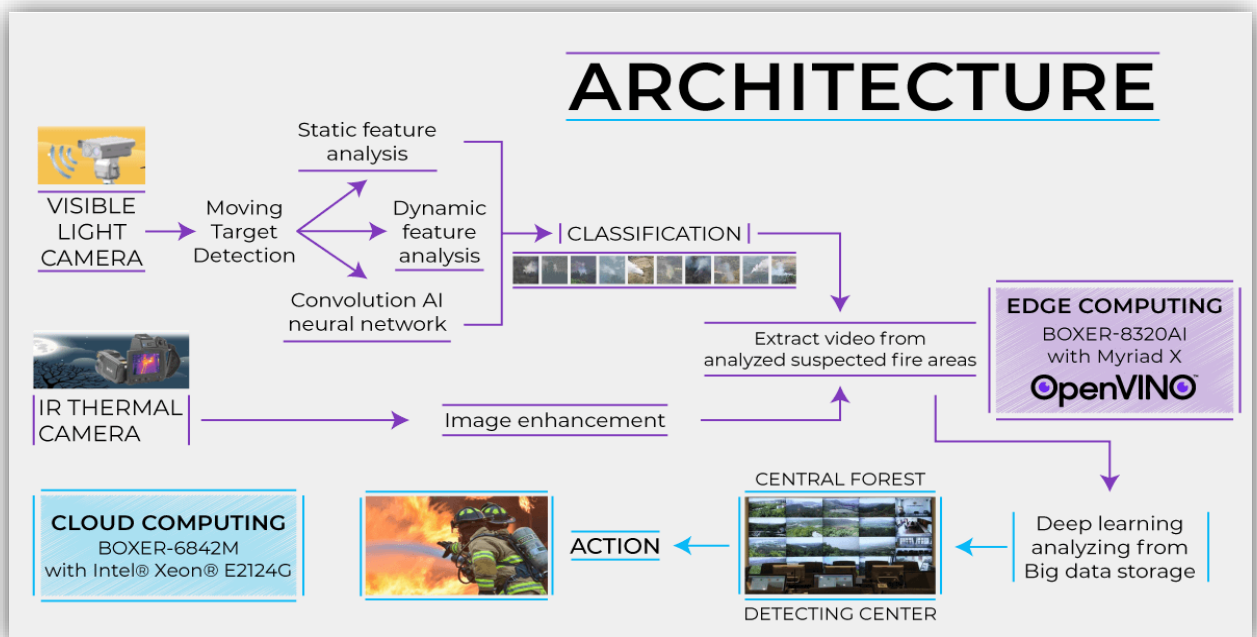 ARCHITECTURE
Static feature
analysis
VISIBLE
LIGHT
CAMERA
Moving
Target
Detection
Dynamic
feature
analysis
CLASSIFICATION
Convolution AI
neural network
EDGE COMPUTING
BOXER-8320AI
with Myriad X
OpenVINO™
Extract video from
analyzed suspected fire areas
IR THERMAL
CAMERA
Image enhancement
CLOUD COMPUTING
BOXER-6842M
with Intel® Xeon® E2124G
ACTION
CENTRAL FOREST
DETECTING CENTER
Deep learning
analyzing from
Big data storage